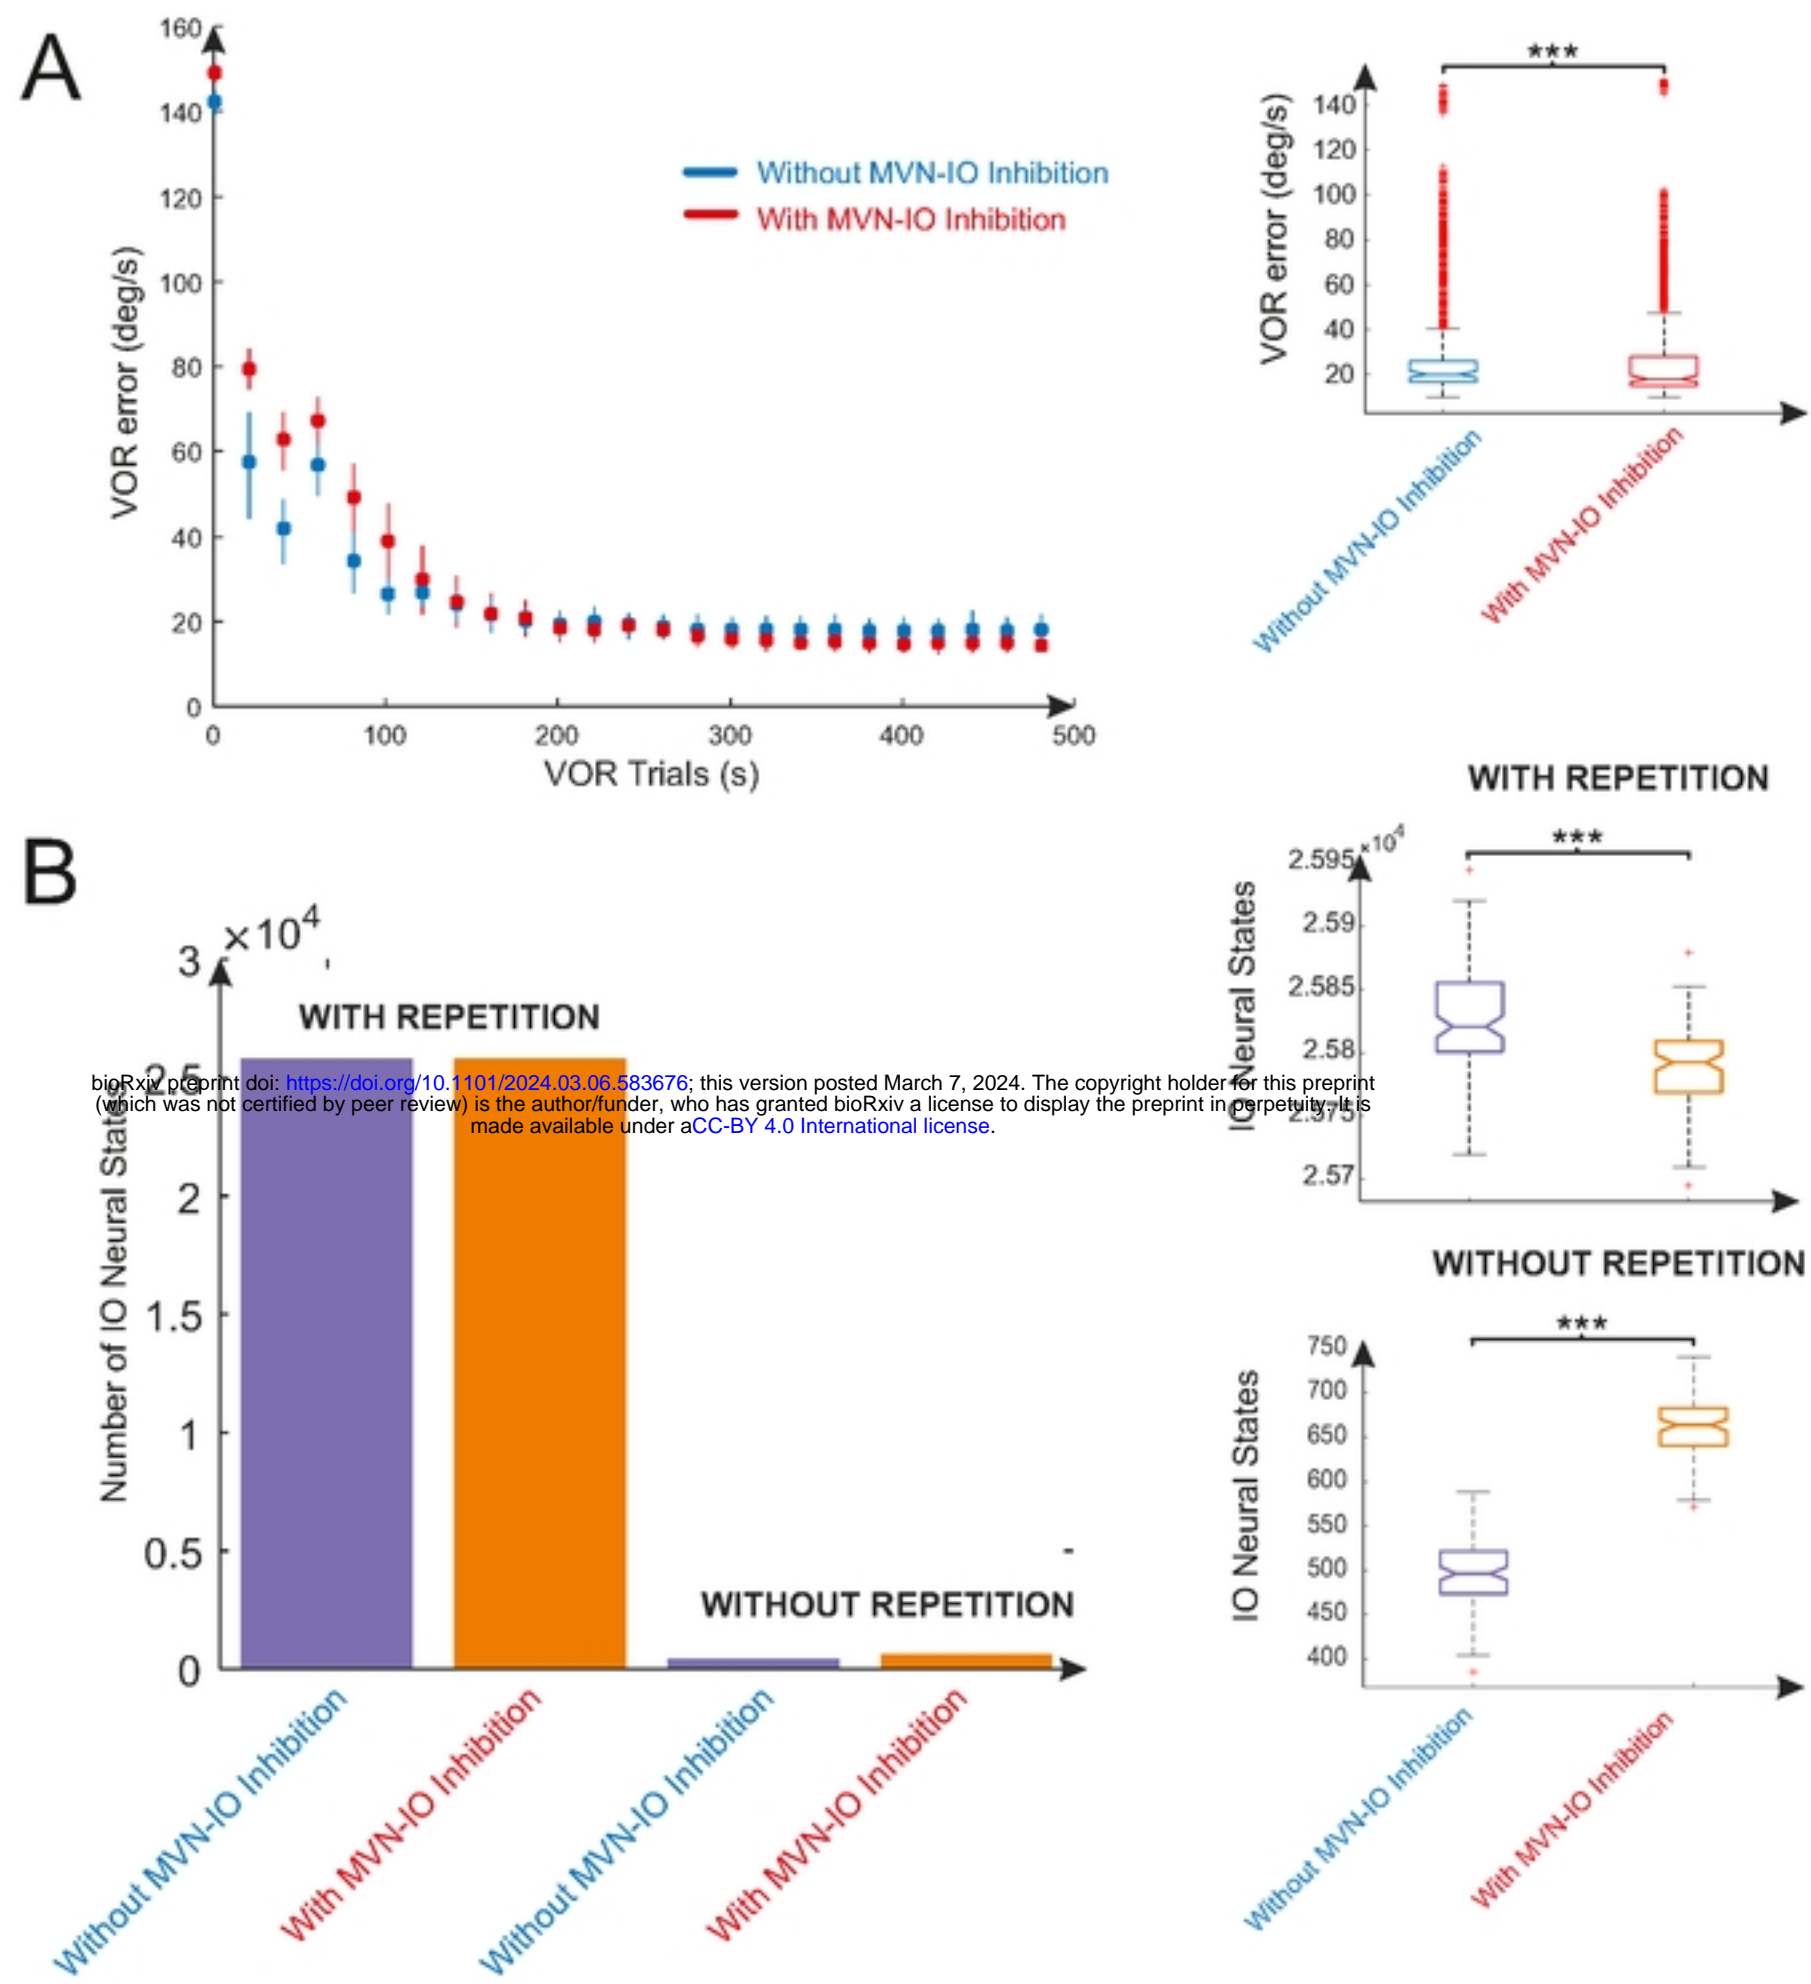 A
160
140
120
100
80
60
40
20
0
VOR error (deg/s)
Without MVN-IO Inhibition
With MVN-IO Inhibition
0 100 200 300 400 500
VOR Trials (s)
***
140
120
100
80
60
40
20
VOR error (deg/s)
Without MVN-IO Inhibition
With MVN-IO Inhibition
B
×10^4
3
2.5
2
1.5
1
0.5
0
Number of IO Neural States
WITH REPETITION
WITHOUT REPETITION
Without MVN-IO Inhibition
With MVN-IO Inhibition
Without MVN-IO Inhibition
With MVN-IO Inhibition
bioRxiv preprint doi: https://doi.org/10.1101/2024.03.06.583676; this version posted March 7, 2024. The copyright holder for this preprint
(which was not certified by peer review) is the author/funder, who has granted bioRxiv a license to display the preprint in perpetuity. It is
made available under aCC-BY 4.0 International license.
WITH REPETITION
***
×10^4
2.595
2.59
2.585
2.58
2.575
2.57
IO Neural States
WITHOUT REPETITION
***
750
700
650
600
550
500
450
400
IO Neural States
Without MVN-IO Inhibition
With MVN-IO Inhibition